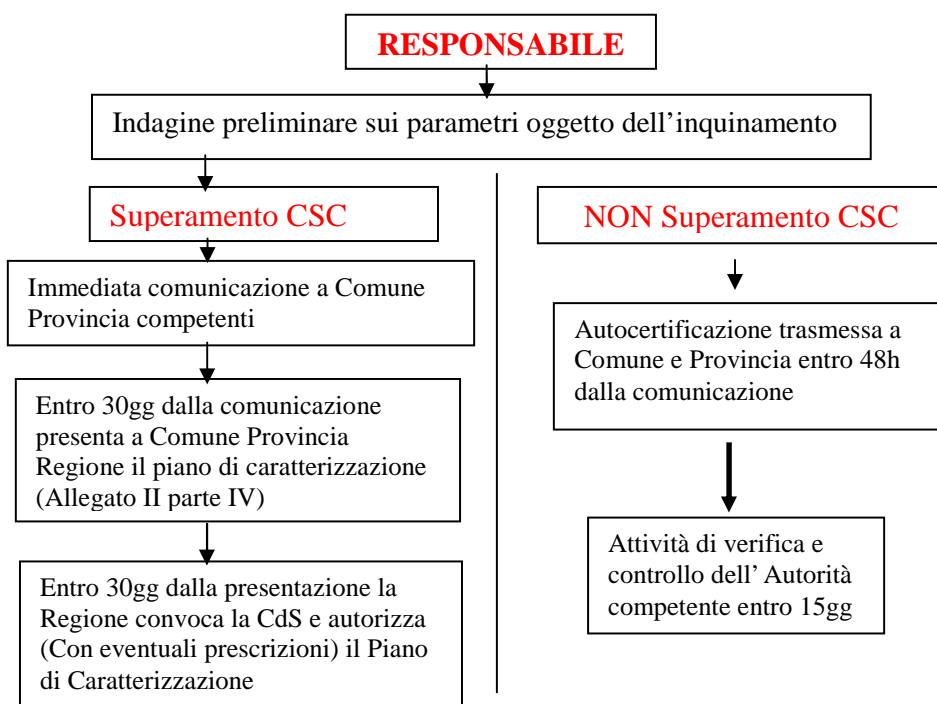 RESPONSABILE
Indagine preliminare sui parametri oggetto dell’inquinamento
Superamento CSC
Immediata comunicazione a Comune
Provincia competenti
Entro 30gg dalla comunicazione
presenta a Comune Provincia
Regione il piano di caratterizzazione
(Allegato II parte IV)
Entro 30gg dalla presentazione la
Regione convoca la CdS e autorizza
(Con eventuali prescrizioni) il Piano
di Caratterizzazione
NON Superamento CSC
Autocertificazione trasmessa a
Comune e Provincia entro 48h
dalla comunicazione
Attività di verifica e
controllo dell’ Autorità
competente entro 15gg